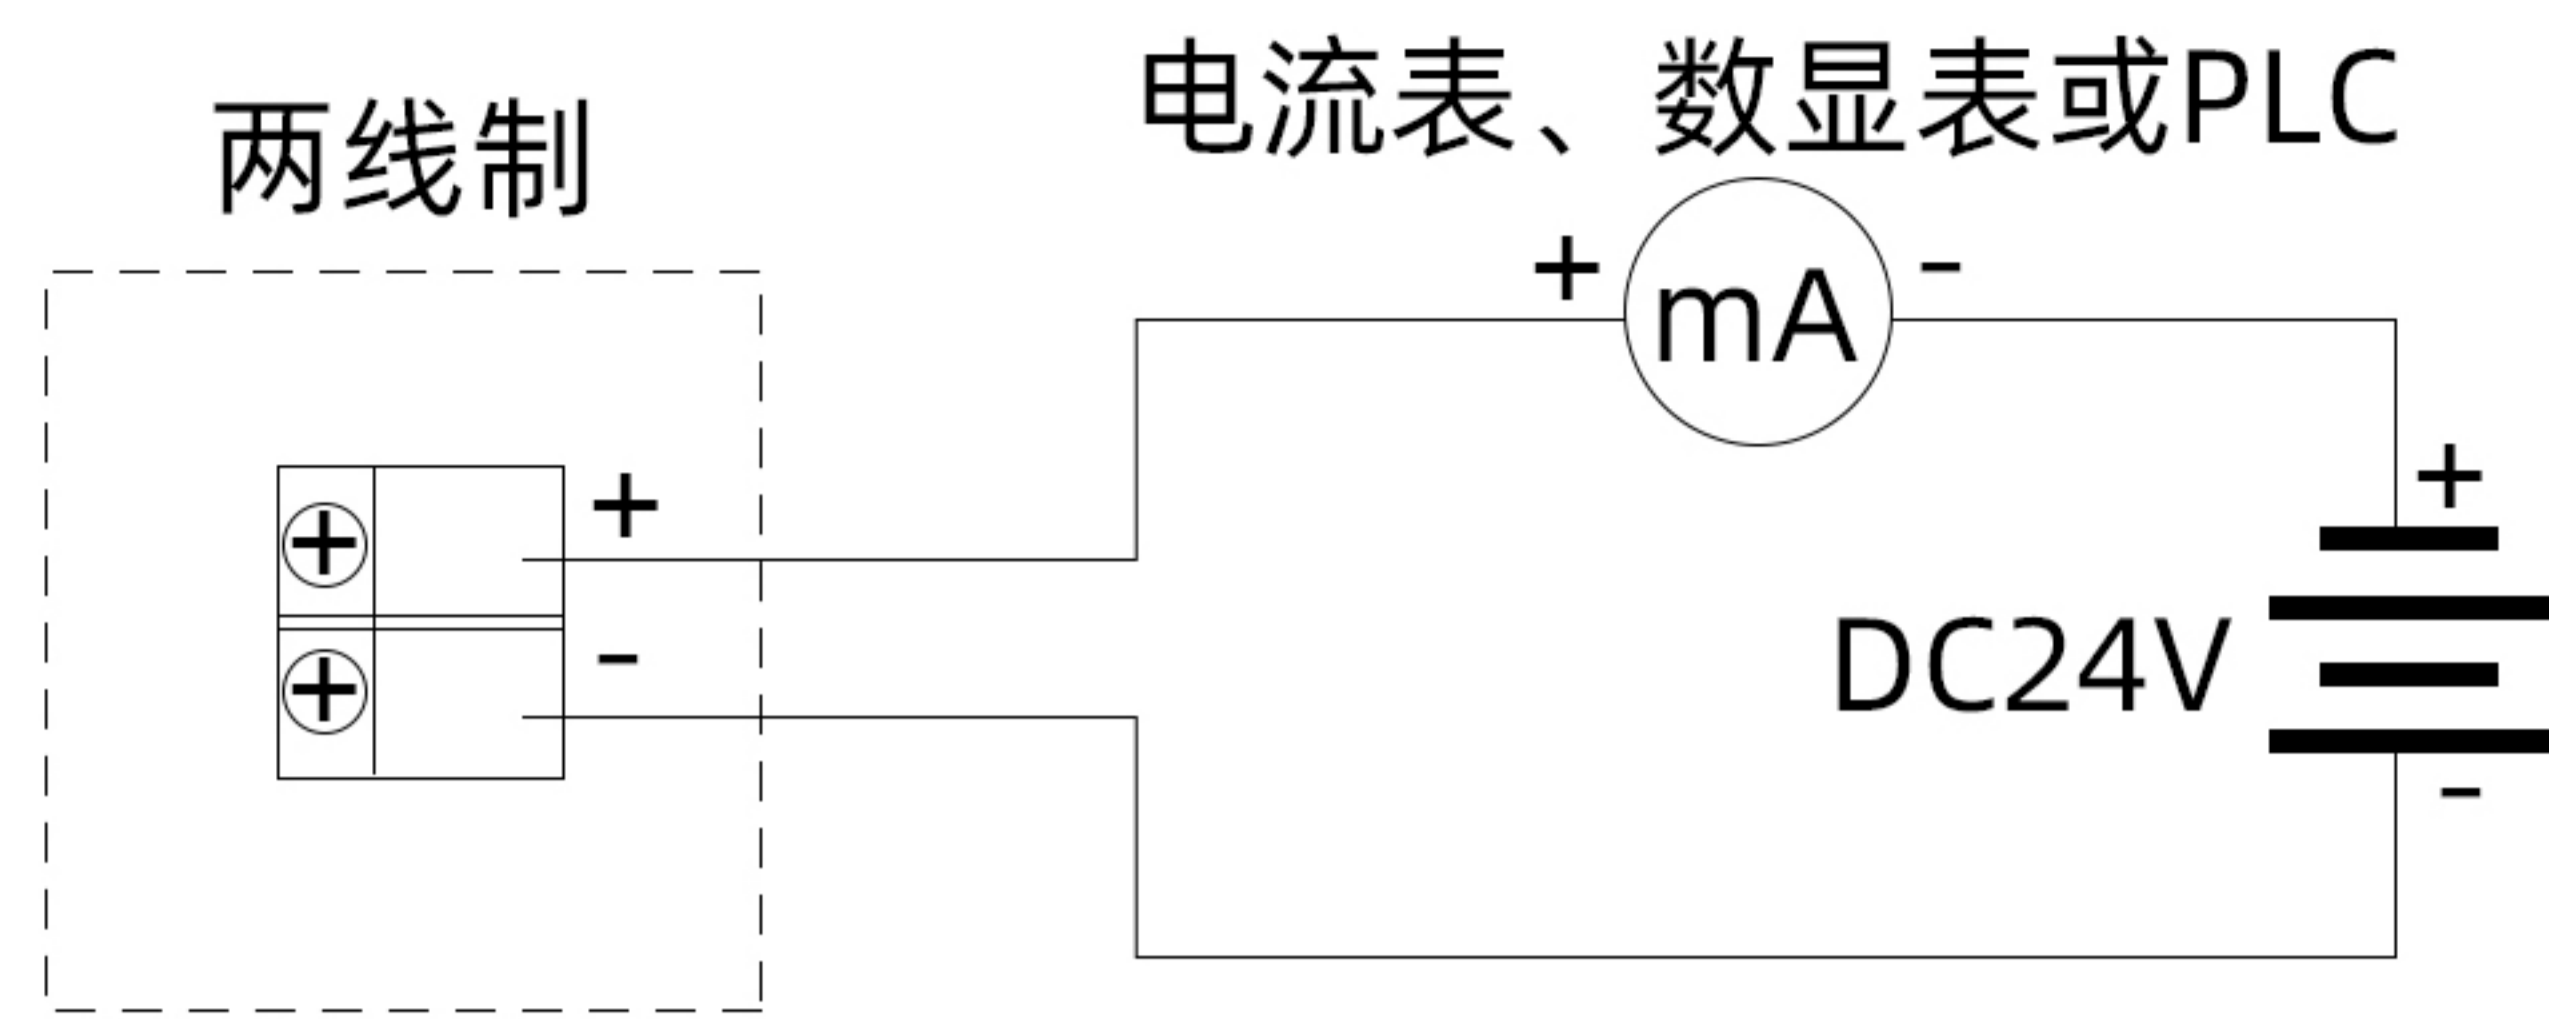 电流表、数显表或PLC
两线制
+ mA -
+
+
-
DC24V
+
-